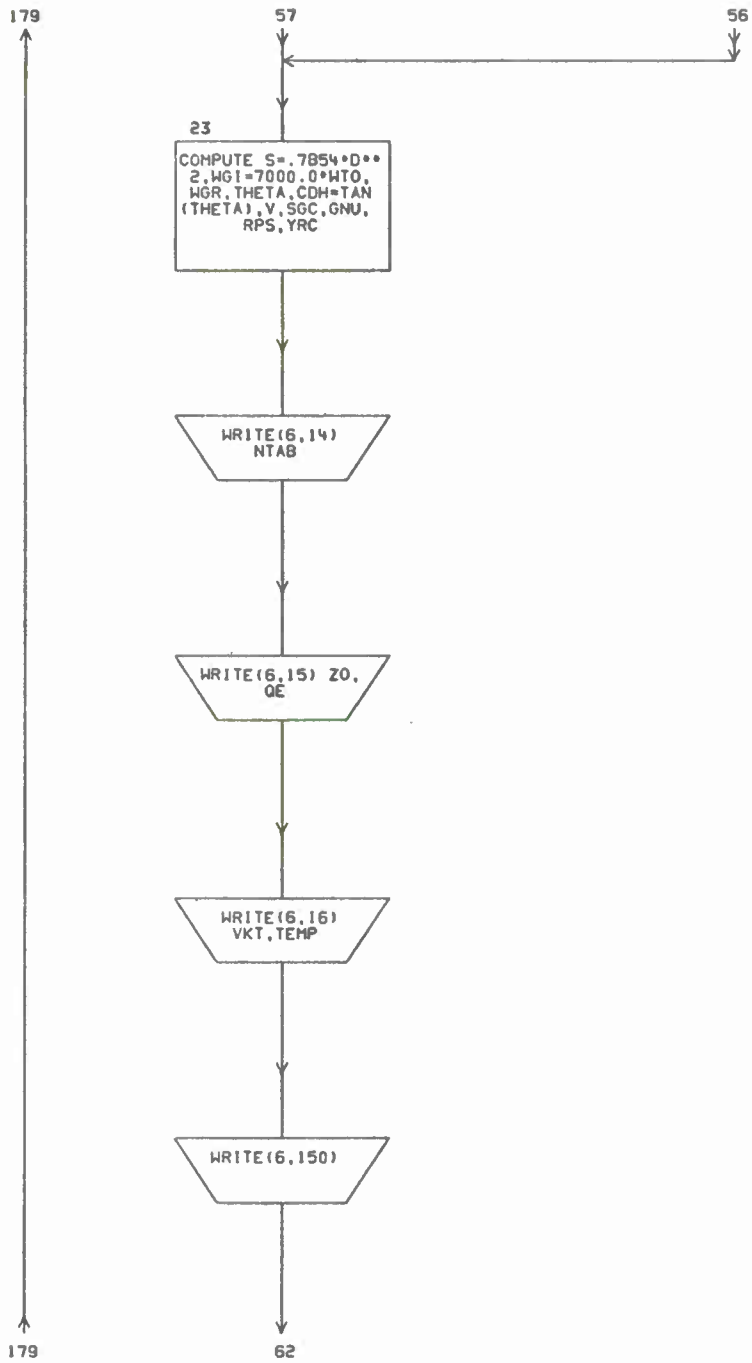 179 57 56
23
COMPUTE S=.7854*D**
2,WGI=7000.0*WTO,
WGR,THETA,CDH=TAN
(THETA),V,SGC,GNU,
RPS,YRC
WRITE(6,14)
NTAB
WRITE(6,15) ZO,
QE
WRITE(6,16)
VKT,TEMP
WRITE(6,150)
179 62